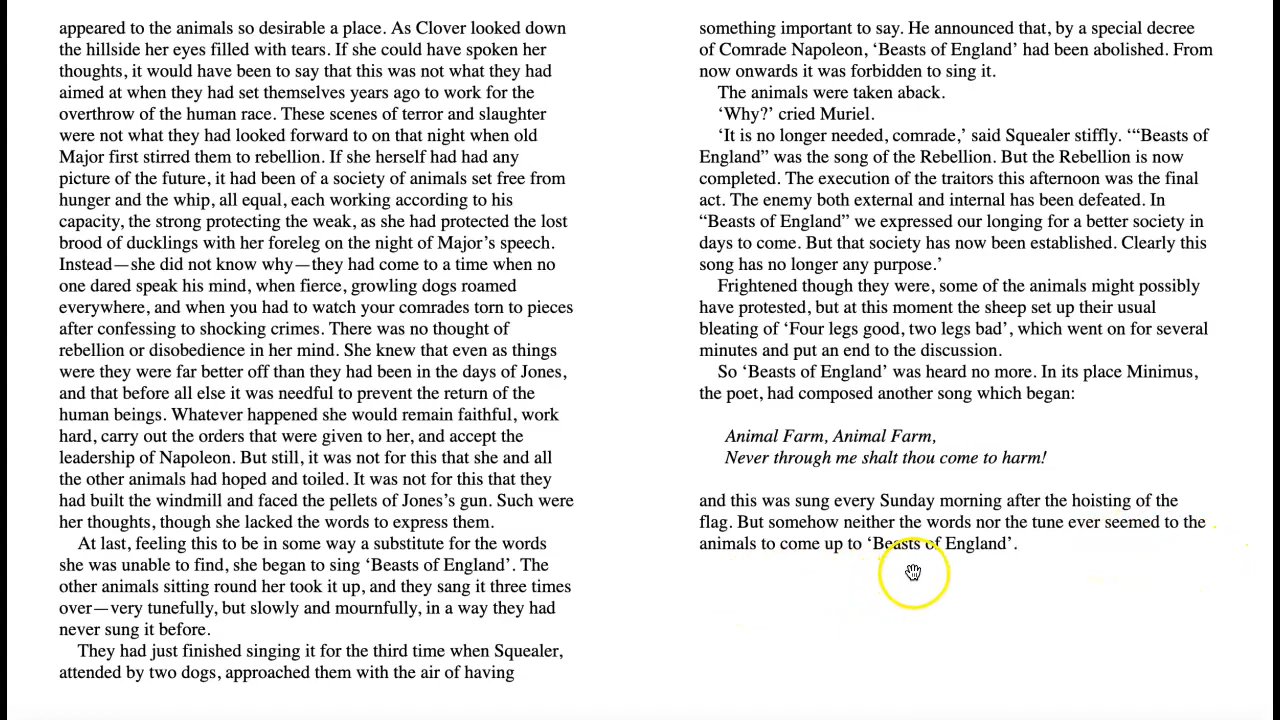 appeared to the animals so desirable a place. As Clover looked down
the hillside her eyes filled with tears. If she could have spoken her
thoughts, it would have been to say that this was not what they had
aimed at when they had set themselves years ago to work for the
overthrow of the human race. These scenes of terror and slaughter
were not what they had looked forward to on that night when old
Major first stirred them to rebellion. If she herself had had any
picture of the future, it had been of a society of animals set free from
hunger and the whip, all equal, each working according to his
capacity, the strong protecting the weak, as she had protected the lost
brood of ducklings with her foreleg on the night of Major’s speech.
Instead—she did not know why—they had come to a time when no
one dared speak his mind, when fierce, growling dogs roamed
everywhere, and when you had to watch your comrades torn to pieces
after confessing to shocking crimes. There was no thought of
rebellion or disobedience in her mind. She knew that even as things
were they were far better off than they had been in the days of Jones,
and that before all else it was needful to prevent the return of the
human beings. Whatever happened she would remain faithful, work
hard, carry out the orders that were given to her, and accept the
leadership of Napoleon. But still, it was not for this that she and all
the other animals had hoped and toiled. It was not for this that they
had built the windmill and faced the pellets of Jones’s gun. Such were
her thoughts, though she lacked the words to express them.
At last, feeling this to be in some way a substitute for the words
she was unable to find, she began to sing ‘Beasts of England’. The
other animals sitting round her took it up, and they sang it three times
over—very tunefully, but slowly and mournfully, in a way they had
never sung it before.
They had just finished singing it for the third time when Squealer,
attended by two dogs, approached them with the air of having
something important to say. He announced that, by a special decree
of Comrade Napoleon, ‘Beasts of England’ had been abolished. From
now onwards it was forbidden to sing it.
The animals were taken aback.
‘Why?’ cried Muriel.
‘It is no longer needed, comrade,’ said Squealer stiffly. ‘“Beasts of
England” was the song of the Rebellion. But the Rebellion is now
completed. The execution of the traitors this afternoon was the final
act. The enemy both external and internal has been defeated. In
“Beasts of England” we expressed our longing for a better society in
days to come. But that society has now been established. Clearly this
song has no longer any purpose.’
Frightened though they were, some of the animals might possibly
have protested, but at this moment the sheep set up their usual
bleating of ‘Four legs good, two legs bad’, which went on for several
minutes and put an end to the discussion.
So ‘Beasts of England’ was heard no more. In its place Minimus,
the poet, had composed another song which began:
Animal Farm, Animal Farm,
Never through me shalt thou come to harm!
and this was sung every Sunday morning after the hoisting of the
flag. But somehow neither the words nor the tune ever seemed to the
animals to come up to ‘Beasts of England’.